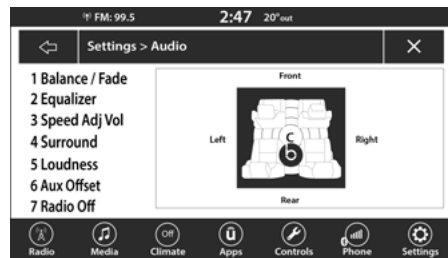 FM: 99.5 2:47 20°out
Settings > Audio
1 Balance / Fade
2 Equalizer
3 Speed Adj Vol
4 Surround
5 Loudness
6 Aux Offset
7 Radio Off
Front
Left
Right
C
b
Rear
Off
ū
Radio Media Climate Apps Controls Phone Settings